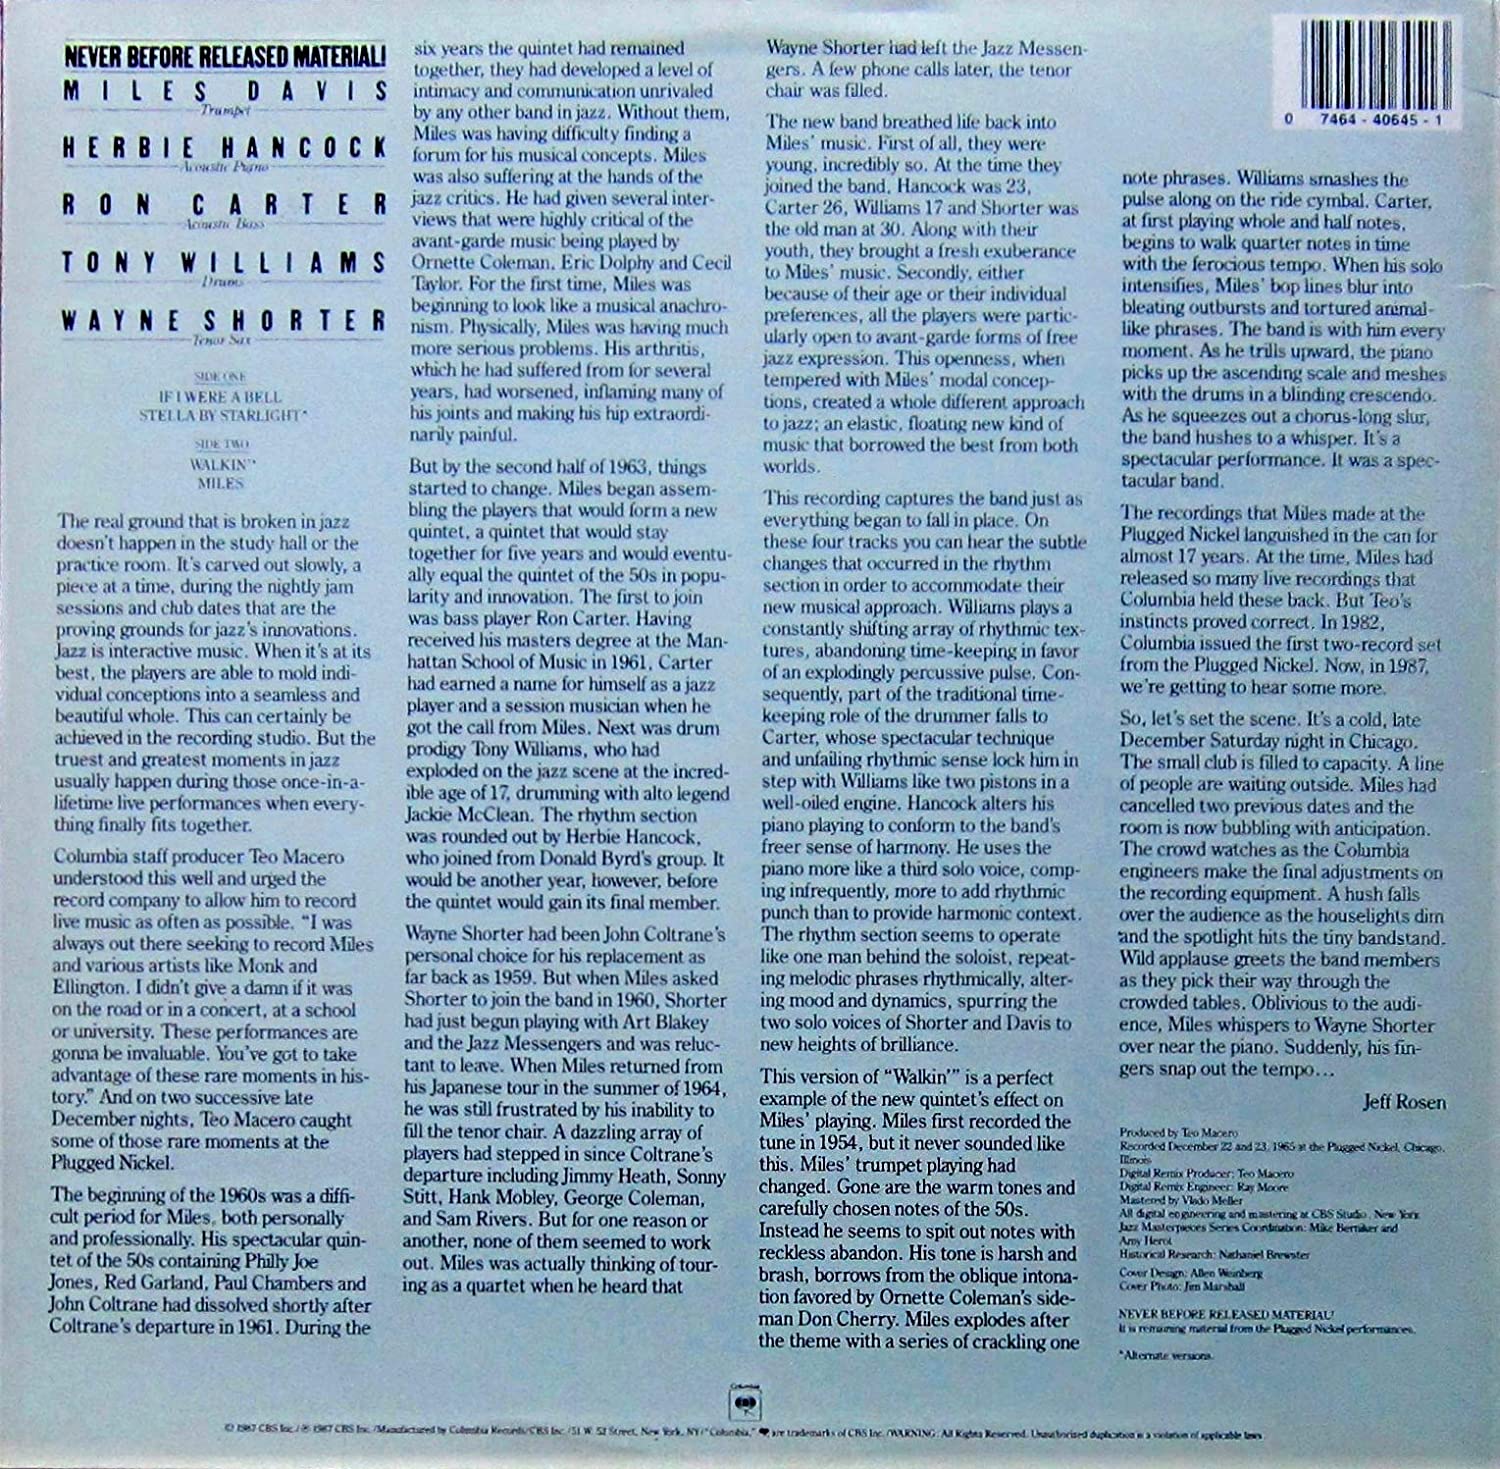 NEVER BEFORE RELEASED MATERIAL!
MILES DAVIS
Trumpet
HERBIE HANCOCK
Acoustic Piano
RON CARTER
Acoustic Bass
TONY WILLIAMS
Drums
WAYNE SHORTER
Tenor Sax
SIDE ONE
IF I WERE A BELL
STELLA BY STARLIGHT*
SIDE TWO
WALKIN'*
MILES
The real ground that is broken in jazz
doesn't happen in the study hall or the
practice room. It's carved out slowly, a
piece at a time, during the nightly jam
sessions and club dates that are the
proving grounds for jazz's innovations.
Jazz is interactive music. When it's at its
best, the players are able to mold indi-
vidual conceptions into a seamless and
beautiful whole. This can certainly be
achieved in the recording studio. But the
truest and greatest moments in jazz
usually happen during those once-in-a-
lifetime live performances when every-
thing finally fits together.
Columbia staff producer Teo Macero
understood this well and urged the
record company to allow him to record
live music as often as possible. "I was
always out there seeking to record Miles
and various artists like Monk and
Ellington. I didn't give a damn if it was
on the road or in a concert, at a school
or university. These performances are
gonna be invaluable. You've got to take
advantage of these rare moments in his-
tory." And on two successive late
December nights, Teo Macero caught
some of those rare moments at the
Plugged Nickel.
The beginning of the 1960s was a diffi-
cult period for Miles, both personally
and professionally. His spectacular quin-
tet of the 50s containing Philly Joe
Jones, Red Garland, Paul Chambers and
John Coltrane had dissolved shortly after
Coltrane's departure in 1961. During the
six years the quintet had remained
together, they had developed a level of
intimacy and communication unrivaled
by any other band in jazz. Without them,
Miles was having difficulty finding a
forum for his musical concepts. Miles
was also suffering at the hands of the
jazz critics. He had given several inter-
views that were highly critical of the
avant-garde music being played by
Ornette Coleman, Eric Dolphy and Cecil
Taylor. For the first time, Miles was
beginning to look like a musical anachro-
nism. Physically, Miles was having much
more serious problems. His arthritis,
which he had suffered from for several
years, had worsened, inflaming many of
his joints and making his hip extraordi-
narily painful.
But by the second half of 1963, things
started to change. Miles began assem-
bling the players that would form a new
quintet, a quintet that would stay
together for five years and would eventu-
ally equal the quintet of the 50s in popu-
larity and innovation. The first to join
was bass player Ron Carter. Having
received his masters degree at the Man-
hattan School of Music in 1961, Carter
had earned a name for himself as a jazz
player and a session musician when he
got the call from Miles. Next was drum
prodigy Tony Williams, who had
exploded on the jazz scene at the incred-
ible age of 17, drumming with alto legend
Jackie McClean. The rhythm section
was rounded out by Herbie Hancock,
who joined from Donald Byrd's group. It
would be another year, however, before
the quintet would gain its final member.
Wayne Shorter had been John Coltrane's
personal choice for his replacement as
far back as 1959. But when Miles asked
Shorter to join the band in 1960, Shorter
had just begun playing with Art Blakey
and the Jazz Messengers and was reluc-
tant to leave. When Miles returned from
his Japanese tour in the summer of 1964,
he was still frustrated by his inability to
fill the tenor chair. A dazzling array of
players had stepped in since Coltrane's
departure including Jimmy Heath, Sonny
Stitt, Hank Mobley, George Coleman,
and Sam Rivers. But for one reason or
another, none of them seemed to work
out. Miles was actually thinking of tour-
ing as a quartet when he heard that
Wayne Shorter had left the Jazz Messen-
gers. A few phone calls later, the tenor
chair was filled.
The new band breathed life back into
Miles' music. First of all, they were
young, incredibly so. At the time they
joined the band, Hancock was 23,
Carter 26, Williams 17 and Shorter was
the old man at 30. Along with their
youth, they brought a fresh exuberance
to Miles' music. Secondly, either
because of their age or their individual
preferences, all the players were partic-
ularly open to avant-garde forms of free
jazz expression. This openness, when
tempered with Miles' modal concep-
tions, created a whole different approach
to jazz; an elastic, floating new kind of
music that borrowed the best from both
worlds.
This recording captures the band just as
everything began to fall in place. On
these four tracks you can hear the subtle
changes that occurred in the rhythm
section in order to accommodate their
new musical approach. Williams plays a
constantly shifting array of rhythmic tex-
tures, abandoning time-keeping in favor
of an explodingly percussive pulse. Con-
sequently, part of the traditional time-
keeping role of the drummer falls to
Carter, whose spectacular technique
and unfailing rhythmic sense lock him in
step with Williams like two pistons in a
well-oiled engine. Hancock alters his
piano playing to conform to the band's
freer sense of harmony. He uses the
piano more like a third solo voice, comp-
ing infrequently, more to add rhythmic
punch than to provide harmonic context.
The rhythm section seems to operate
like one man behind the soloist, repeat-
ing melodic phrases rhythmically, alter-
ing mood and dynamics, spurring the
two solo voices of Shorter and Davis to
new heights of brilliance.
This version of "Walkin'" is a perfect
example of the new quintet's effect on
Miles' playing. Miles first recorded the
tune in 1954, but it never sounded like
this. Miles' trumpet playing had
changed. Gone are the warm tones and
carefully chosen notes of the 50s.
Instead he seems to spit out notes with
reckless abandon. His tone is harsh and
brash, borrows from the oblique intona-
tion favored by Ornette Coleman's side-
man Don Cherry. Miles explodes after
the theme with a series of crackling one
0 7464 - 40645 - 1
note phrases. Williams smashes the
pulse along on the ride cymbal. Carter,
at first playing whole and half notes,
begins to walk quarter notes in time
with the ferocious tempo. When his solo
intensifies, Miles' bop lines blur into
bleating outbursts and tortured animal-
like phrases. The band is with him every
moment. As he trills upward, the piano
picks up the ascending scale and meshes
with the drums in a blinding crescendo.
As he squeezes out a chorus-long slur,
the band hushes to a whisper. It's a
spectacular performance. It was a spec-
tacular band.
The recordings that Miles made at the
Plugged Nickel languished in the can for
almost 17 years. At the time, Miles had
released so many live recordings that
Columbia held these back. But Teo's
instincts proved correct. In 1982,
Columbia issued the first two-record set
from the Plugged Nickel. Now, in 1987,
we're getting to hear some more.
So, let's set the scene. It's a cold, late
December Saturday night in Chicago.
The small club is filled to capacity. A line
of people are waiting outside. Miles had
cancelled two previous dates and the
room is now bubbling with anticipation.
The crowd watches as the Columbia
engineers make the final adjustments on
the recording equipment. A hush falls
over the audience as the houselights dim
and the spotlight hits the tiny bandstand.
Wild applause greets the band members
as they pick their way through the
crowded tables. Oblivious to the audi-
ence, Miles whispers to Wayne Shorter
over near the piano. Suddenly, his fin-
gers snap out the tempo...
Jeff Rosen
Produced by Teo Macero
Recorded December 22 and 23, 1965 at the Plugged Nickel, Chicago,
Illinois
Digital Remix Producer: Teo Macero
Digital Remix Engineer: Ray Moore
Mastered by Vlado Meller
All digital engineering and mastering at CBS Studio, New York
Jazz Masterpieces Series Coordination: Mike Berniker and
Amy Herot
Historical Research: Nathaniel Brewster
Cover Design: Allen Weinberg
Cover Photo: Jim Marshall
NEVER BEFORE RELEASED MATERIAL!
It is remaining material from the Plugged Nickel performances.
*Alternate versions.
Columbia
© 1987 CBS Inc./℗ 1987 CBS Inc./Manufactured by Columbia Records/CBS Inc./51 W. 52 Street, New York, NY/"Columbia," are trademarks of CBS Inc./WARNING: All Rights Reserved. Unauthorized duplication is a violation of applicable laws.